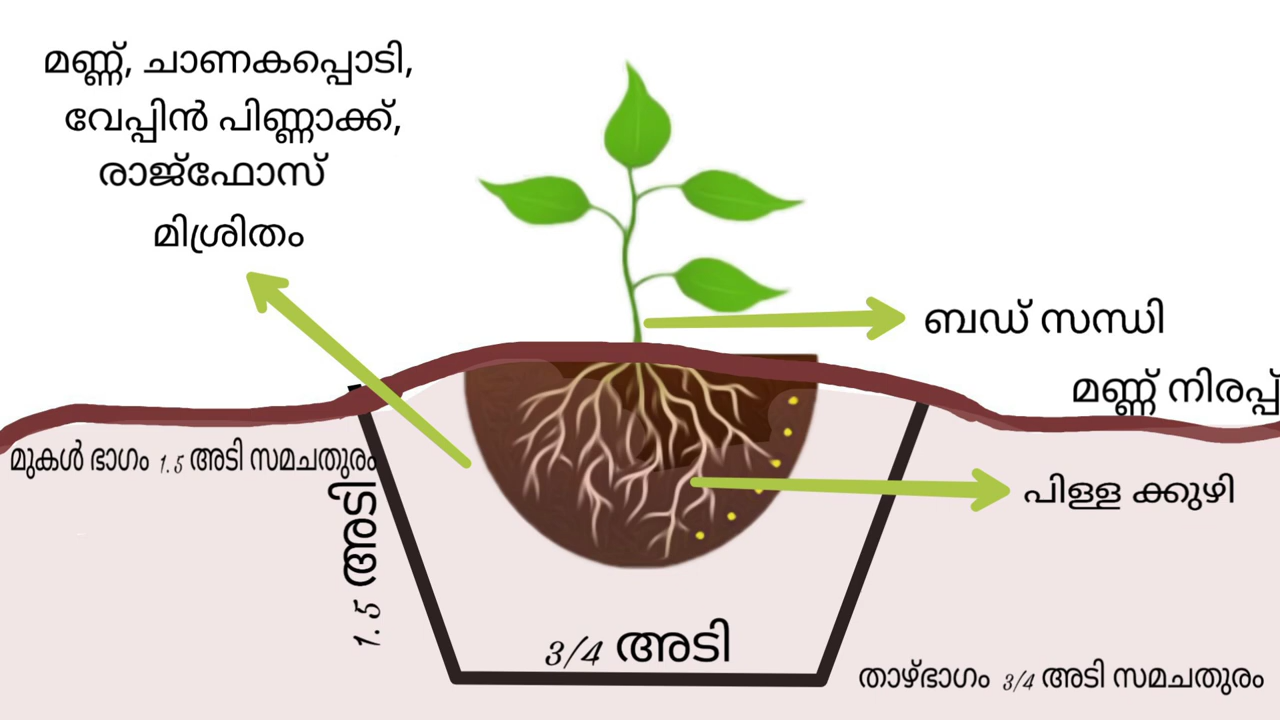 മണ്ണ്, ചാണകപ്പൊടി,
വേപ്പിൻ പിണ്ണാക്ക്,
രാജ്ഫോസ്
മിശ്രിതം
ബഡ് സന്ധി
മണ്ണ് നിരപ്പ്
മുകൾ ഭാഗം 1.5 അടി സമചതുരം
1.5 അടി
പിള്ള ക്കുഴി
3/4 അടി
താഴ്ഭാഗം 3/4 അടി സമചതുരം